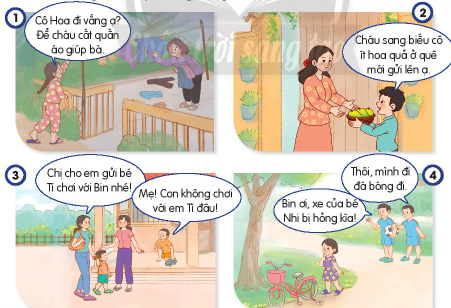 1
Cô Hoa đi vắng ạ?
Để cháu cất quần
áo giúp bà.
2
Cháu sang biếu cô
ít hoa quả ở quê
mới gửi lên ạ.
3
Chị cho em gửi bé
Tí chơi với Bin nhé!
Mẹ! Con không chơi
với em Tí đâu!
4
Thôi, mình đi
đá bóng đi.
Bin ơi, xe của bé
Nhi bị hỏng kìa!